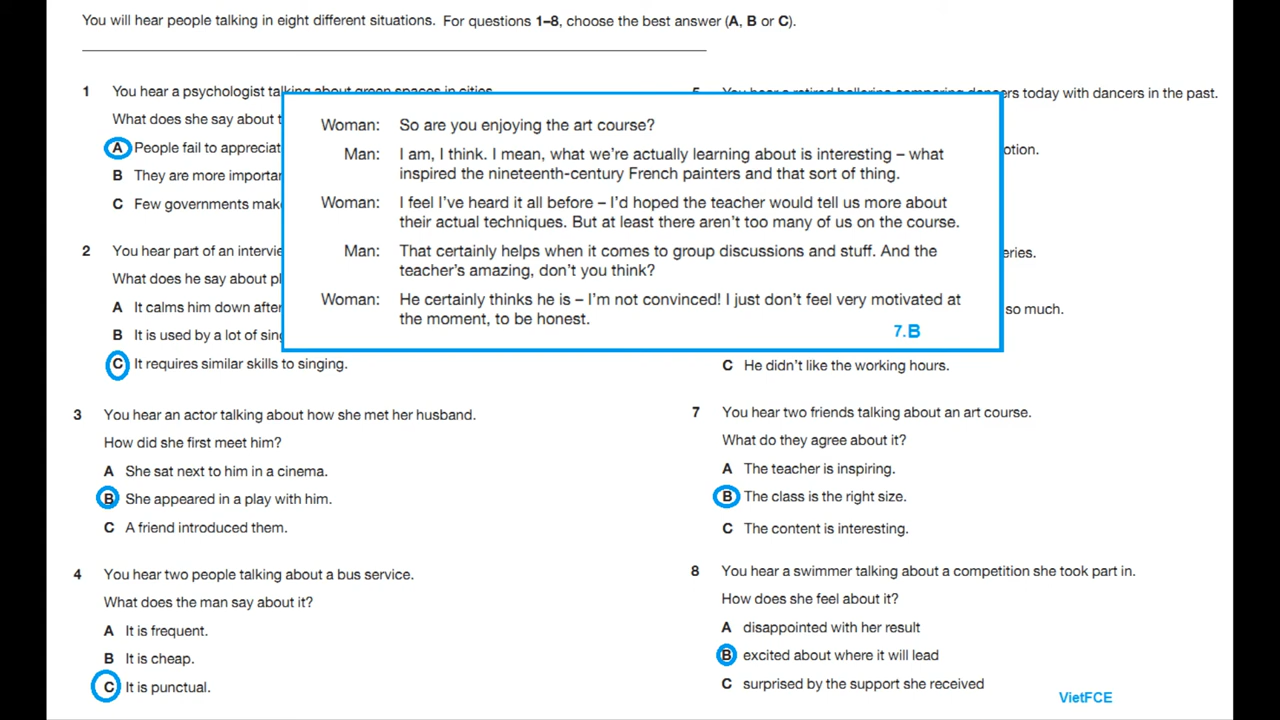 You will hear people talking in eight different situations. For questions 1–8, choose the best answer (A, B or C).
1 You hear a psychologist talking about green spaces in cities.
What does she say about t
A People fail to appreciat
B They are more importar
C Few governments mak
2 You hear part of an intervie
What does he say about pl
A It calms him down after
B It is used by a lot of sing
C It requires similar skills to singing.
3 You hear an actor talking about how she met her husband.
How did she first meet him?
A She sat next to him in a cinema.
B She appeared in a play with him.
C A friend introduced them.
4 You hear two people talking about a bus service.
What does the man say about it?
A It is frequent.
B It is cheap.
C It is punctual.
Woman: So are you enjoying the art course?
Man: I am, I think. I mean, what we're actually learning about is interesting – what
inspired the nineteenth-century French painters and that sort of thing.
Woman: I feel I've heard it all before – I'd hoped the teacher would tell us more about
their actual techniques. But at least there aren't too many of us on the course.
Man: That certainly helps when it comes to group discussions and stuff. And the
teacher's amazing, don't you think?
Woman: He certainly thinks he is – I'm not convinced! I just don't feel very motivated at
the moment, to be honest.
7.B
5 You hear a retired ballerina comparing dancers today with dancers in the past.
otion.
eries.
so much.
C He didn't like the working hours.
7 You hear two friends talking about an art course.
What do they agree about it?
A The teacher is inspiring.
B The class is the right size.
C The content is interesting.
8 You hear a swimmer talking about a competition she took part in.
How does she feel about it?
A disappointed with her result
B excited about where it will lead
C surprised by the support she received
VietFCE